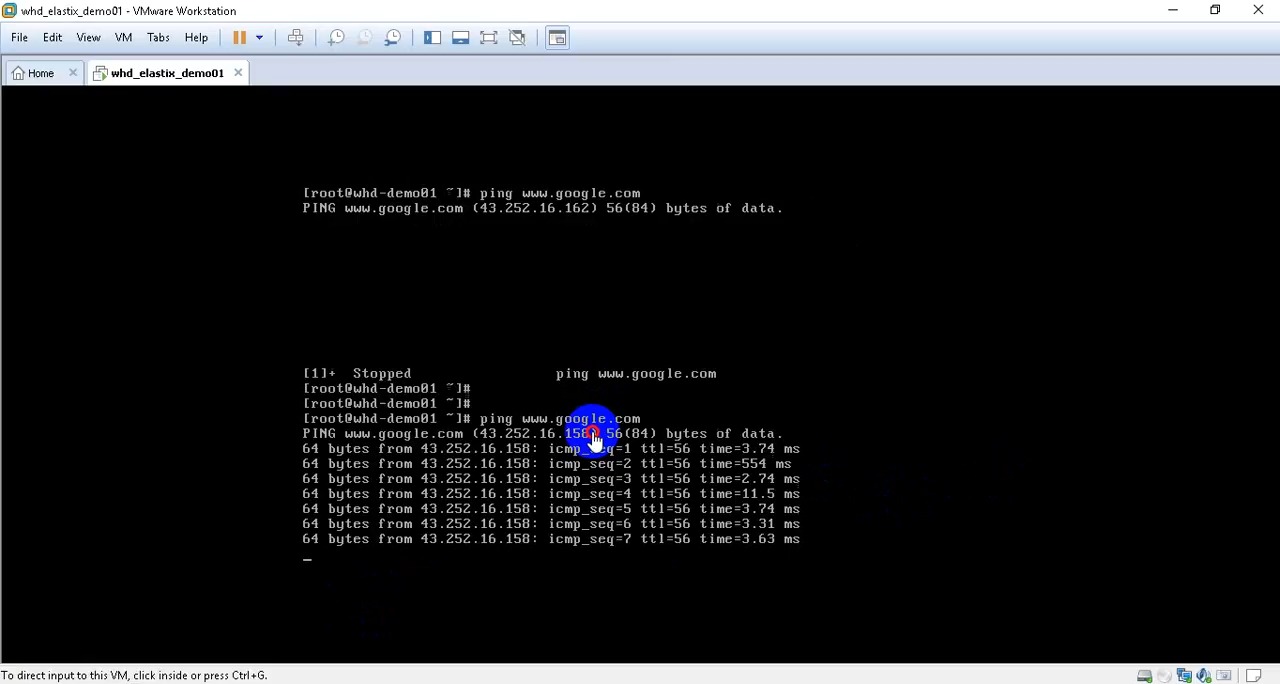 whd_elastix_demo01 - VMware Workstation
File Edit View VM Tabs Help
Home whd_elastix_demo01
[root@whd-demo01 ~]# ping www.google.com
PING www.google.com (43.252.16.162) 56(84) bytes of data.
[1]+ Stopped ping www.google.com
[root@whd-demo01 ~]#
[root@whd-demo01 ~]#
[root@whd-demo01 ~]# ping www.google.com
PING www.google.com (43.252.16.158) 56(84) bytes of data.
64 bytes from 43.252.16.158: icmp_seq=1 ttl=56 time=3.74 ms
64 bytes from 43.252.16.158: icmp_seq=2 ttl=56 time=554 ms
64 bytes from 43.252.16.158: icmp_seq=3 ttl=56 time=2.74 ms
64 bytes from 43.252.16.158: icmp_seq=4 ttl=56 time=11.5 ms
64 bytes from 43.252.16.158: icmp_seq=5 ttl=56 time=3.74 ms
64 bytes from 43.252.16.158: icmp_seq=6 ttl=56 time=3.31 ms
64 bytes from 43.252.16.158: icmp_seq=7 ttl=56 time=3.63 ms
To direct input to this VM, click inside or press Ctrl+G.